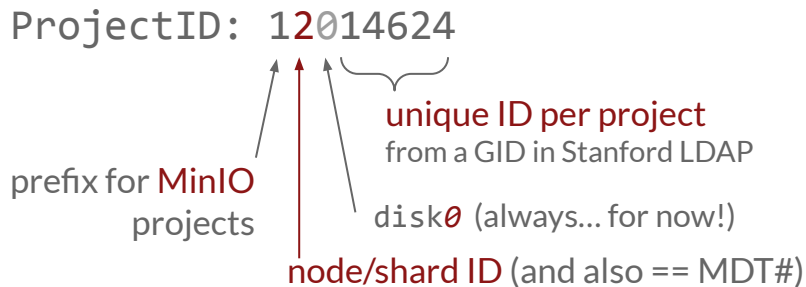 ProjectID: 12014624
unique ID per project
from a GID in Stanford LDAP
prefix for MinIO
projects
disk0 (always... for now!)
node/shard ID (and also == MDT#)